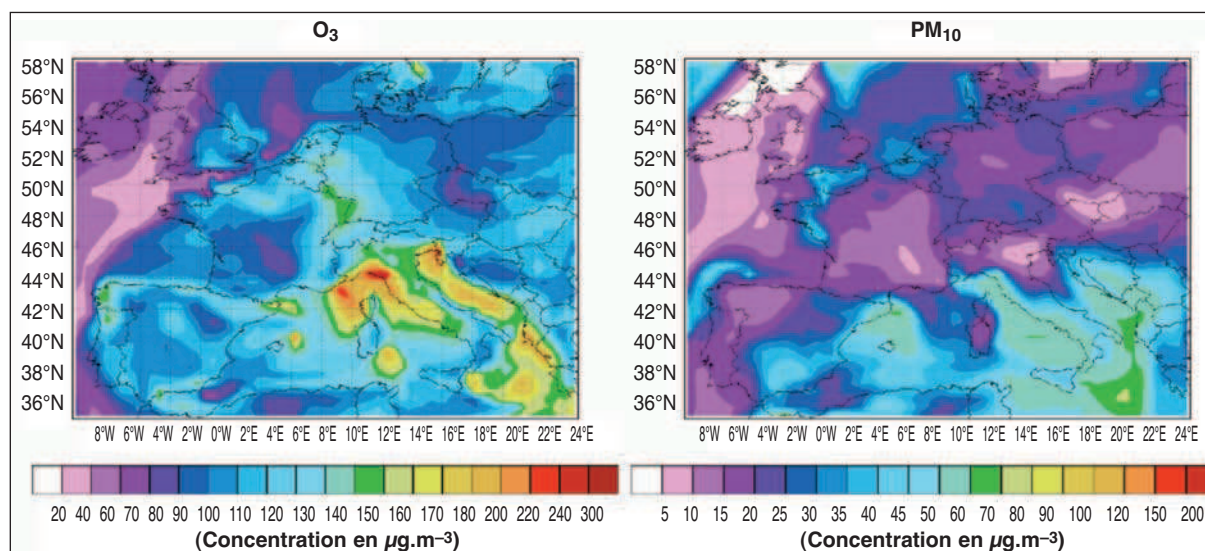 O₃
58°N
56°N
54°N
52°N
50°N
48°N
46°N
44°N
42°N
40°N
38°N
36°N
8°W 6°W 4°W 2°W 0°W 2°E 4°E 6°E 8°E 10°E 12°E 14°E 16°E 18°E 20°E 22°E 24°E
20 40 60 70 80 90 100 110 120 130 150 160 170 180 200 220 240 300
(Concentration en µg.m⁻³)
PM₁₀
58°N
56°N
54°N
52°N
50°N
48°N
46°N
44°N
42°N
40°N
38°N
36°N
8°W 6°W 4°W 2°W 0°W 2°E 4°E 6°E 8°E 10°E 12°E 14°E 16°E 18°E 20°E 22°E 24°E
5 10 15 20 25 30 35 40 45 50 60 70 80 90 100 120 150 200
(Concentration en µg.m⁻³)